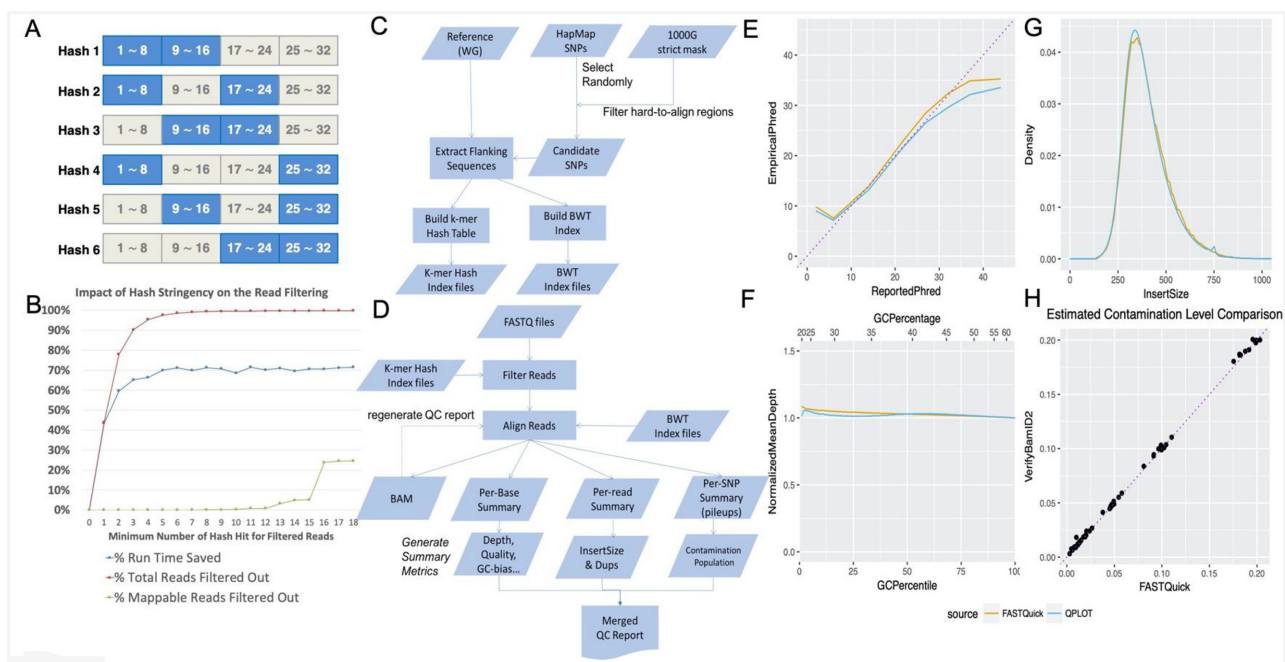 A
Hash 1 1 ~ 8 9 ~ 16 17 ~ 24 25 ~ 32
Hash 2 1 ~ 8 9 ~ 16 17 ~ 24 25 ~ 32
Hash 3 1 ~ 8 9 ~ 16 17 ~ 24 25 ~ 32
Hash 4 1 ~ 8 9 ~ 16 17 ~ 24 25 ~ 32
Hash 5 1 ~ 8 9 ~ 16 17 ~ 24 25 ~ 32
Hash 6 1 ~ 8 9 ~ 16 17 ~ 24 25 ~ 32
B
Impact of Hash Stringency on the Read Filtering
100%
90%
80%
70%
60%
50%
40%
30%
20%
10%
0%
0 1 2 3 4 5 6 7 8 9 10 11 12 13 14 15 16 17 18
Minimum Number of Hash Hit for Filtered Reads
% Run Time Saved
% Total Reads Filtered Out
% Mappable Reads Filtered Out
C
Reference
(WG)
HapMap
SNPs
1000G
strict mask
Select
Randomly
Filter hard-to-align regions
Extract Flanking
Sequences
Candidate
SNPs
Build k-mer
Hash Table
Build BWT
Index
K-mer Hash
Index files
BWT
Index files
D
FASTQ files
K-mer Hash
Index files
Filter Reads
regenerate QC report
Align Reads
BWT
Index files
BAM
Per-Base
Summary
Per-read
Summary
Per-SNP
Summary
(pileups)
Generate
Summary
Metrics
Depth,
Quality,
GC-bias...
InsertSize
& Dups
Contamination
Population
Merged
QC Report
E
EmpiricalPhred
40
30
20
10
0
0 10 20 30 40
ReportedPhred
F
GCPercentage
2025 30 35 40 45 50 55 60
NormalizedMeanDepth
1.5
1.0
0.5
0.0
0 25 50 75 100
GCPercentile
source FASTQuick QPLOT
G
Density
0.04
0.03
0.02
0.01
0.00
0 250 500 750 1000
InsertSize
H
Estimated Contamination Level Comparison
VerifyBamID2
0.20
0.15
0.10
0.05
0.00
0.00 0.05 0.10 0.15 0.20
FASTQuick